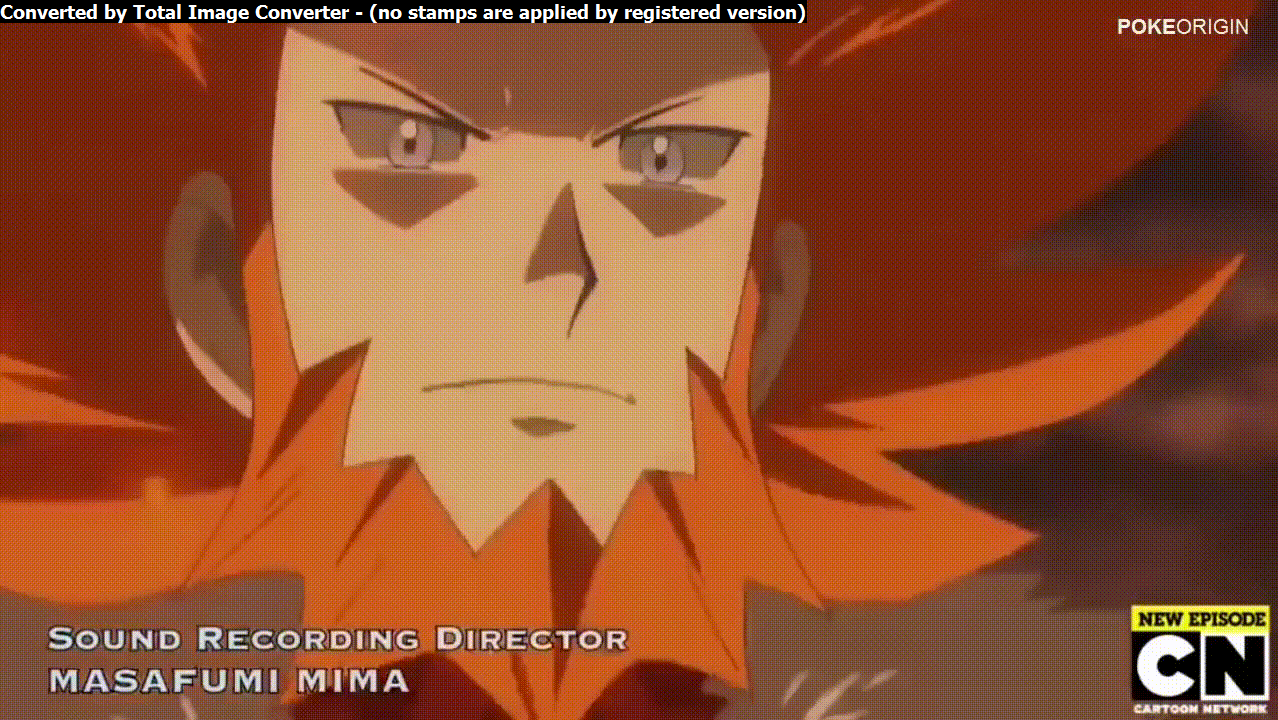 Converted by Total Image Converter - (no stamps are applied by registered version)
POKEORIGIN
SOUND RECORDING DIRECTOR
MASAFUMI MIMA
NEW EPISODE
CN
CARTOON NETWORK